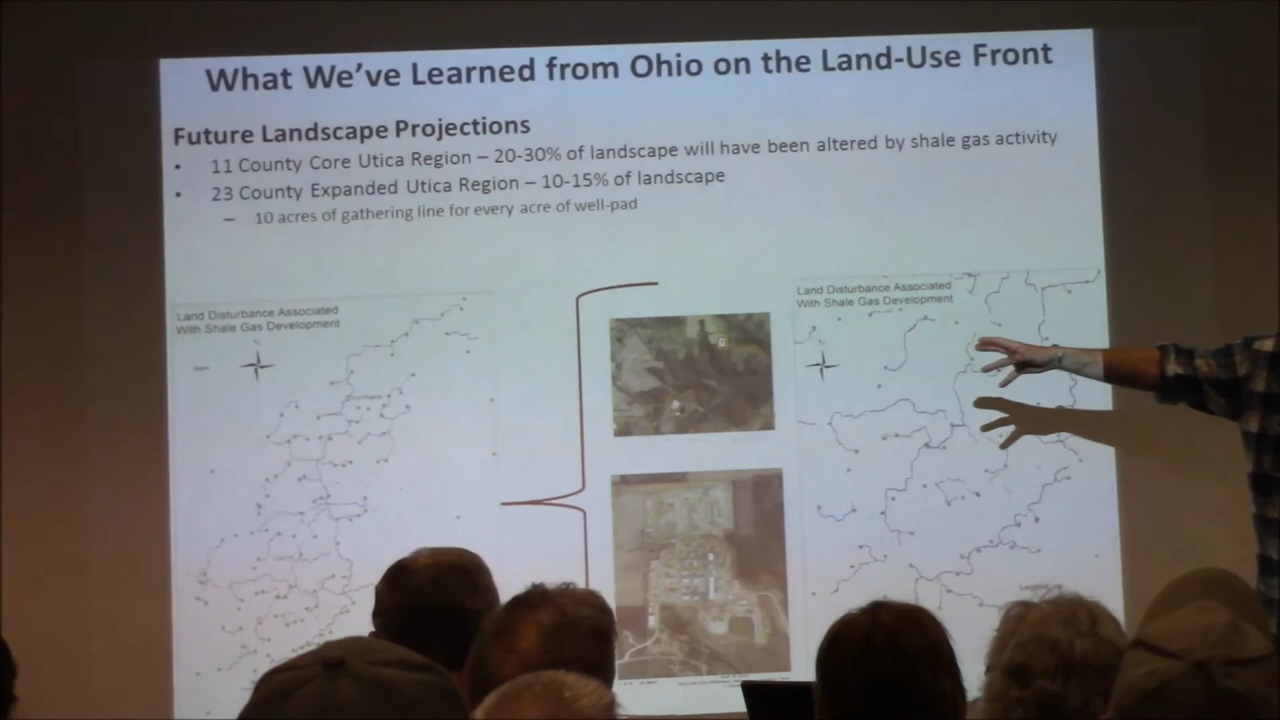 What We've Learned from Ohio on the Land-Use Front
Future Landscape Projections
• 11 County Core Utica Region – 20-30% of landscape will have been altered by shale gas activity
• 23 County Expanded Utica Region – 10-15% of landscape
– 10 acres of gathering line for every acre of well-pad
Land Disturbance Associated
With Shale Gas Development
Land Disturbance Associated
With Shale Gas Development